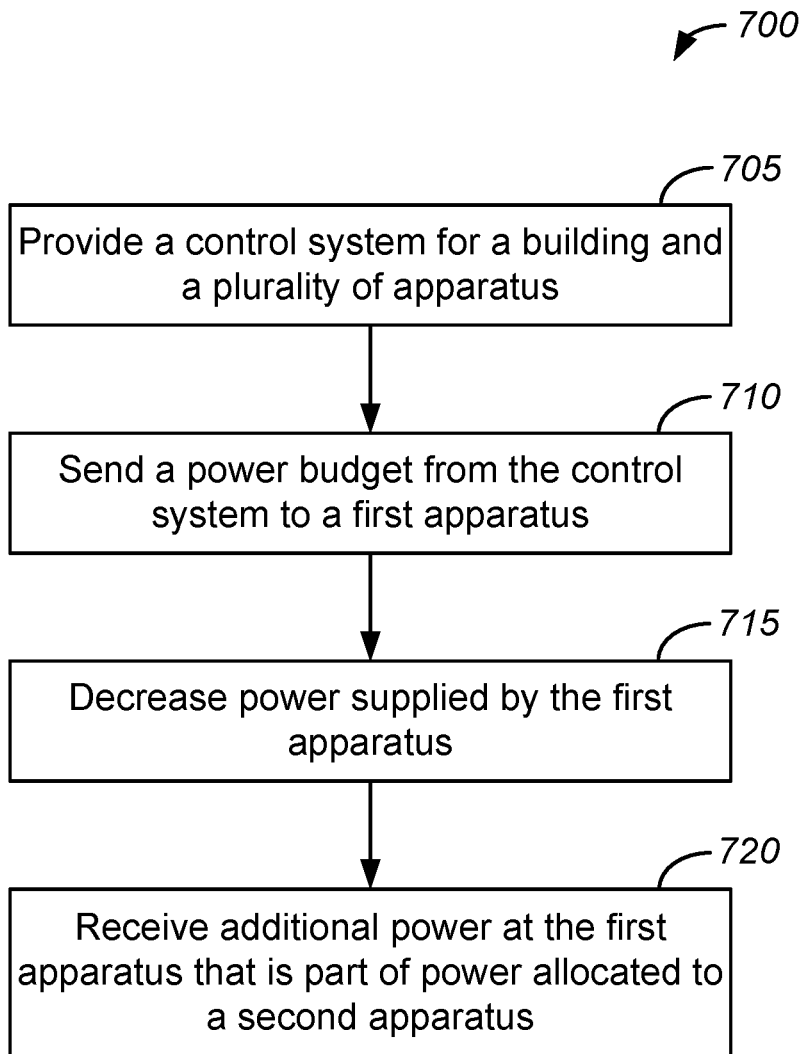 700
705
Provide a control system for a building and
a plurality of apparatus
710
Send a power budget from the control
system to a first apparatus
715
Decrease power supplied by the first
apparatus
720
Receive additional power at the first
apparatus that is part of power allocated to
a second apparatus